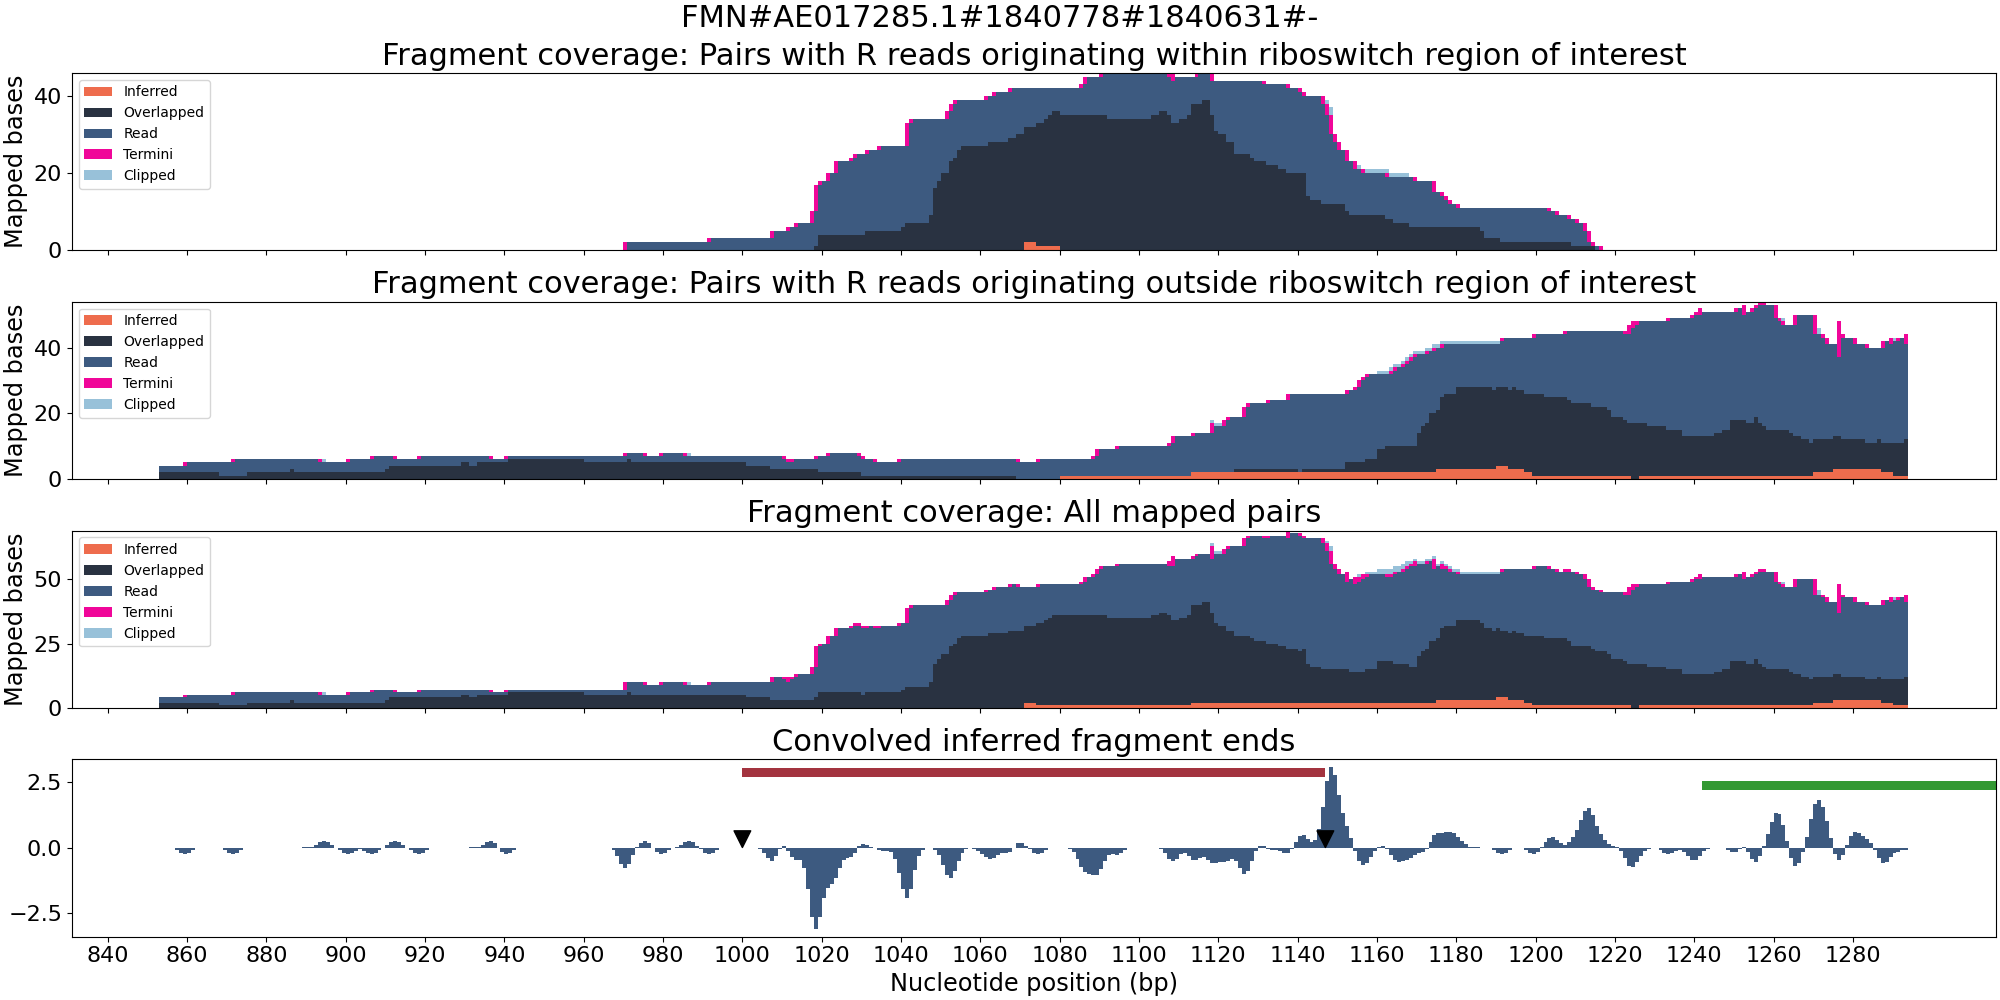 FMN#AE017285.1#1840778#1840631#-
Fragment coverage: Pairs with R reads originating within riboswitch region of interest
Mapped bases
40
20
0
Inferred
Overlapped
Read
Termini
Clipped
Fragment coverage: Pairs with R reads originating outside riboswitch region of interest
Mapped bases
40
20
0
Inferred
Overlapped
Read
Termini
Clipped
Fragment coverage: All mapped pairs
Mapped bases
50
25
0
Inferred
Overlapped
Read
Termini
Clipped
Convolved inferred fragment ends
2.5
0.0
−2.5
840 860 880 900 920 940 960 980 1000 1020 1040 1060 1080 1100 1120 1140 1160 1180 1200 1220 1240 1260 1280
Nucleotide position (bp)